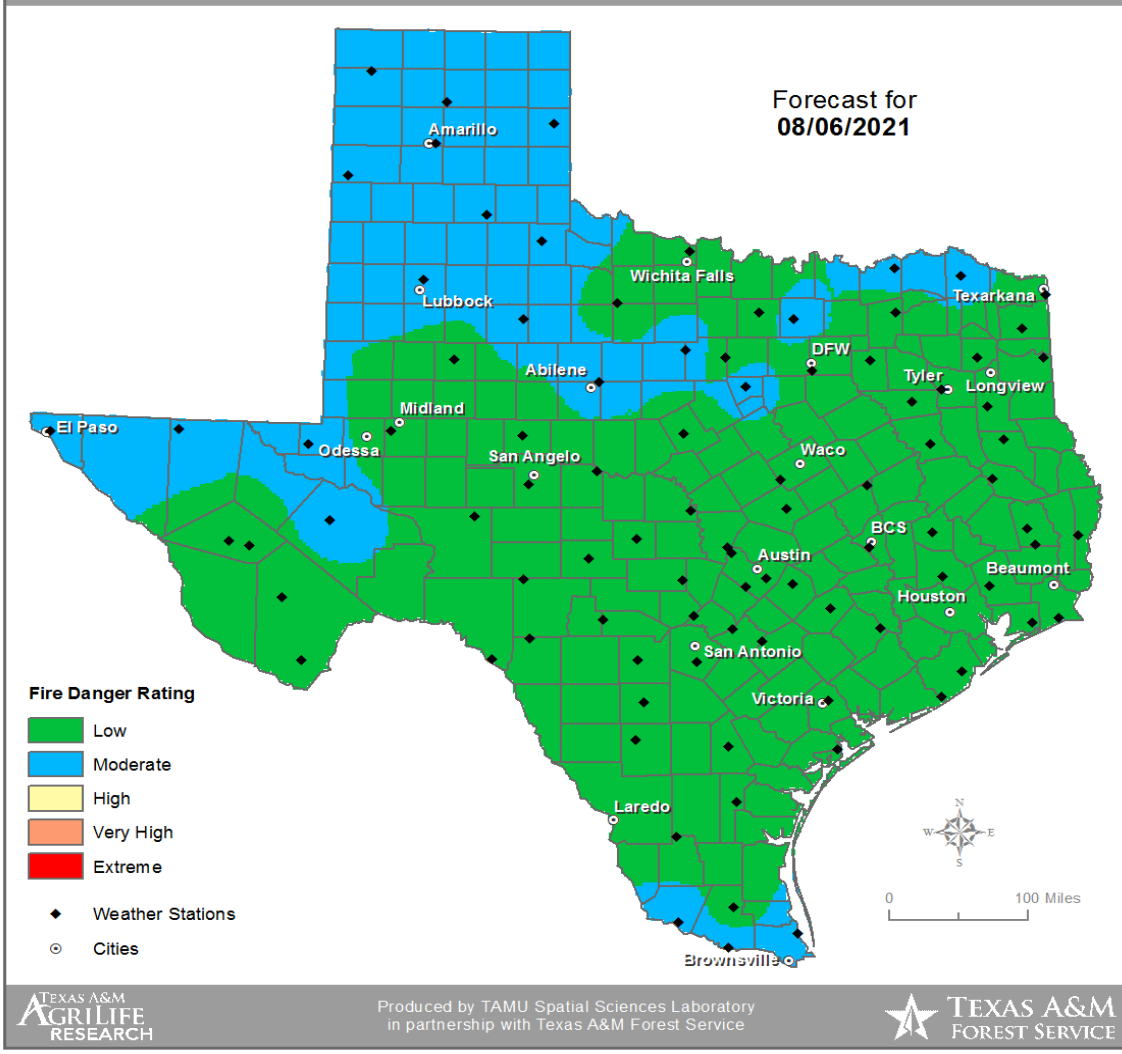 Forecast for
08/06/2021
Amarillo
Wichita Falls
Lubbock
Texarkana
DFW
Abilene
Tyler
Longview
Midland
El Paso
Odessa
San Angelo
Waco
BCS
Austin
Beaumont
Houston
San Antonio
Victoria
Laredo
Brownsville
Fire Danger Rating
Low
Moderate
High
Very High
Extreme
Weather Stations
Cities
N
W
E
S
0
100 Miles
TEXAS A&M
AGRILIFE
RESEARCH
Produced by TAMU Spatial Sciences Laboratory
in partnership with Texas A&M Forest Service
TEXAS A&M
FOREST SERVICE